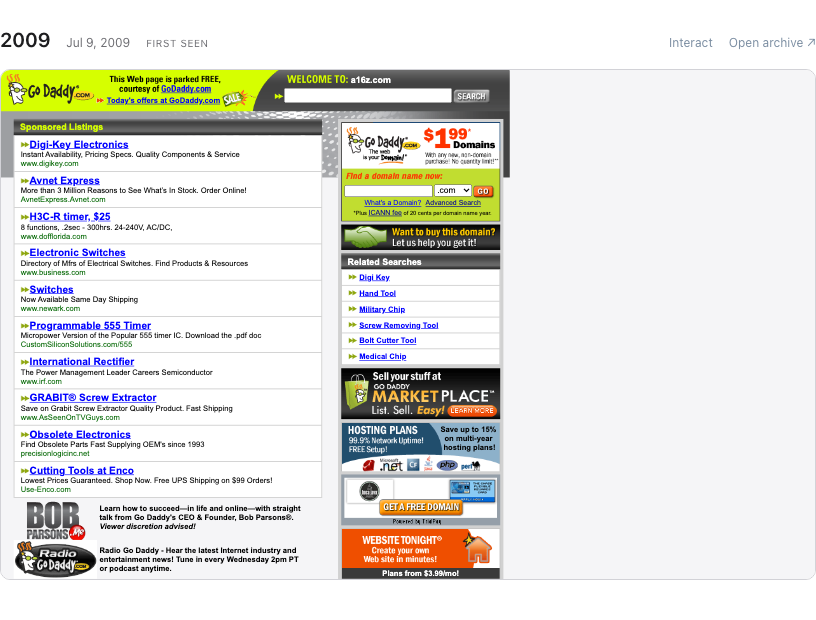 2009 Jul 9, 2009 FIRST SEEN
Interact Open archive ↗
Go Daddy .COM
This Web page is parked FREE,
courtesy of GoDaddy.com
Today's offers at GoDaddy.com SALE
WELCOME TO: a16z.com
SEARCH
Sponsored Listings
Digi-Key Electronics
Instant Availability, Pricing Specs. Quality Components & Service
www.digikey.com
Avnet Express
More than 3 Million Reasons to See What's In Stock. Order Online!
AvnetExpress.Avnet.com
H3C-R timer, $25
8 functions, .2sec - 300hrs. 24-240V, AC/DC,
www.dofflorida.com
Electronic Switches
Directory of Mfrs of Electrical Switches. Find Products & Resources
www.business.com
Switches
Now Available Same Day Shipping
www.newark.com
Programmable 555 Timer
Micropower Version of the Popular 555 timer IC. Download the .pdf doc
CustomSiliconSolutions.com/555
International Rectifier
The Power Management Leader Careers Semiconductor
www.irf.com
GRABIT® Screw Extractor
Save on Grabit Screw Extractor Quality Product. Fast Shipping
www.AsSeenOnTVGuys.com
Obsolete Electronics
Find Obsolete Parts Fast Supplying OEM's since 1993
precisionlogicinc.net
Cutting Tools at Enco
Lowest Prices Guaranteed. Shop Now. Free UPS Shipping on $99 Orders!
Use-Enco.com
BOB
PARSONS .Me
Learn how to succeed—in life and online—with straight
talk from Go Daddy's CEO & Founder, Bob Parsons®.
Viewer discretion advised!
Radio
Go Daddy .COM
Radio Go Daddy - Hear the latest Internet industry and
entertainment news! Tune in every Wednesday 2pm PT
or podcast anytime.
Go Daddy .COM
The web
is your Domain!
$1.99*
Domains
With any new, non-domain
purchase! No quantity limit!**
Find a domain name now:
.com GO
What's a Domain? Advanced Search
*Plus ICANN fee of 20 cents per domain name year.
Want to buy this domain?
Let us help you get it!
Related Searches
Digi Key
Hand Tool
Military Chip
Screw Removing Tool
Bolt Cutter Tool
Medical Chip
Sell your stuff at
GO DADDY
MARKETPLACE™
List. Sell. Easy! LEARN MORE
HOSTING PLANS
99.9% Network Uptime!
FREE Setup!
Save up to 15%
on multi-year
hosting plans!
.net
php
perl
GET A FREE DOMAIN
Powered by TrialPay
WEBSITE TONIGHT®
Create your own
Web site in minutes!
Plans from $3.99/mo!